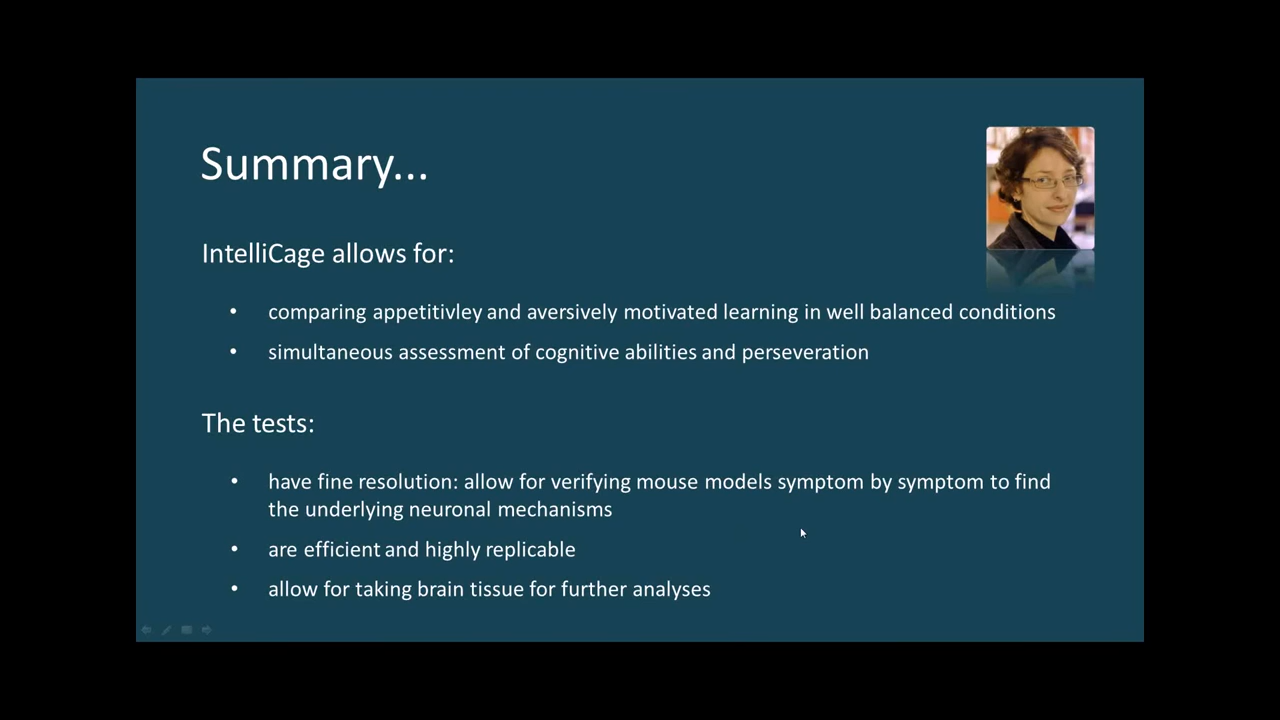 Summary...
IntelliCage allows for:
• comparing appetitivley and aversively motivated learning in well balanced conditions
• simultaneous assessment of cognitive abilities and perseveration
The tests:
• have fine resolution: allow for verifying mouse models symptom by symptom to find
the underlying neuronal mechanisms
• are efficient and highly replicable
• allow for taking brain tissue for further analyses